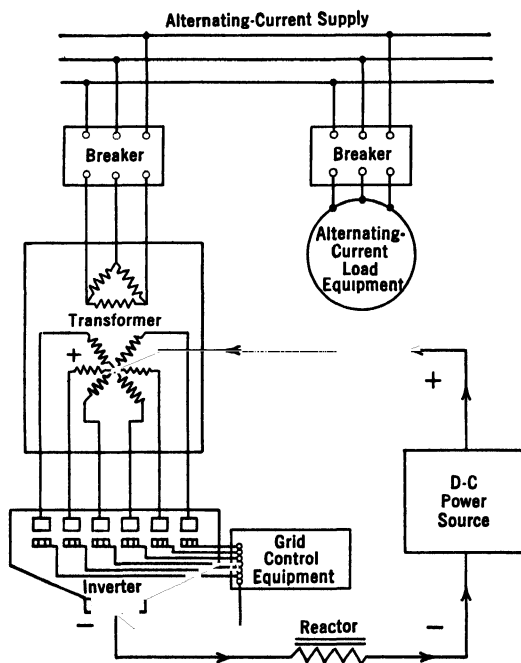 Alternating-Current Supply
Breaker
Breaker
Alternating-
Current
Load
Equipment
Transformer
+
+
D-C
Power
Source
Grid
Control
Equipment
Inverter
−
Reactor
−